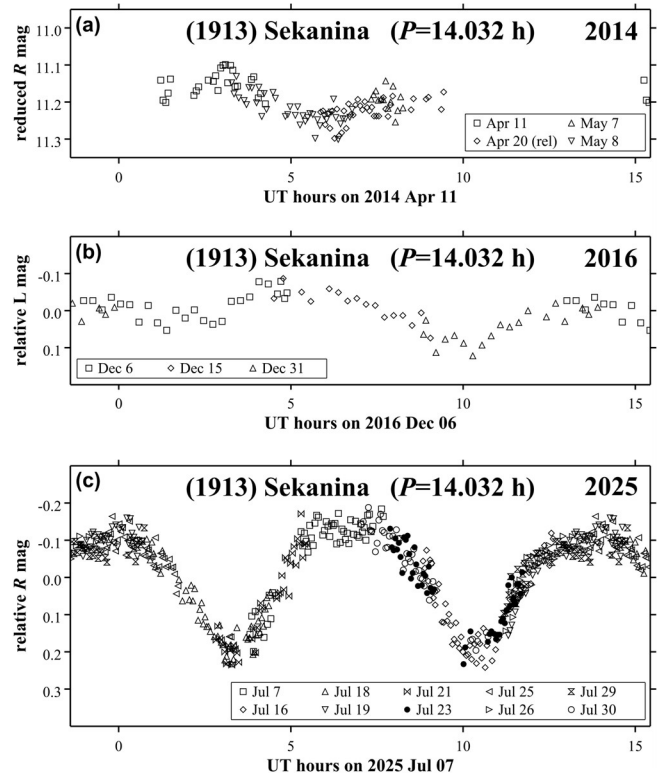 (a) (1913) Sekanina (P=14.032 h) 2014
reduced R mag
11.0
11.1
11.2
11.3
□ Apr 11 △ May 7
◇ Apr 20 (rel) ▽ May 8
0 5 10 15
UT hours on 2014 Apr 11
(b) (1913) Sekanina (P=14.032 h) 2016
relative L mag
-0.1
0.0
0.1
□ Dec 6 ◇ Dec 15 △ Dec 31
0 5 10 15
UT hours on 2016 Dec 06
(c) (1913) Sekanina (P=14.032 h) 2025
relative R mag
-0.2
-0.1
0.0
0.1
0.2
0.3
Jul 7 Jul 18 Jul 21 Jul 25 Jul 29
Jul 16 Jul 19 Jul 23 Jul 26 Jul 30
0 5 10 15
UT hours on 2025 Jul 07